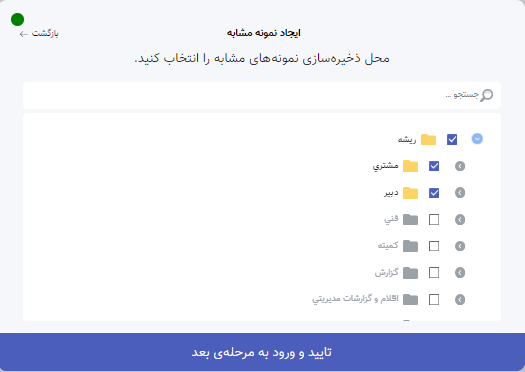 ایجاد نمونه مشابه
بازگشت
محل ذخیره‌سازی نمونه‌های مشابه را انتخاب کنید.
جستجو ...
ریشه
مشتري
دبیر
فني
کمیته
گزارش
اقلام و گزارشات مدیریتي
تایید و ورود به مرحله‌ی بعد